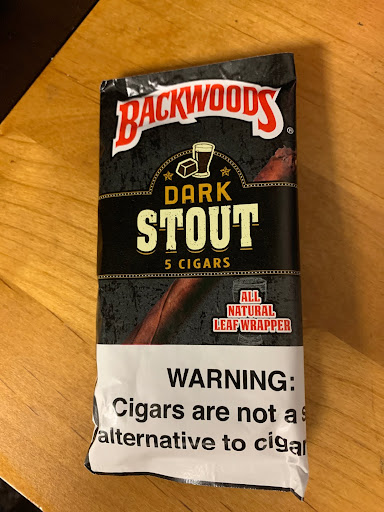 BACKWOODS®
DARK
STOUT
5 CIGARS
ALL
NATURAL
LEAF WRAPPER
WARNING:
Cigars are not a s
alternative to cigar